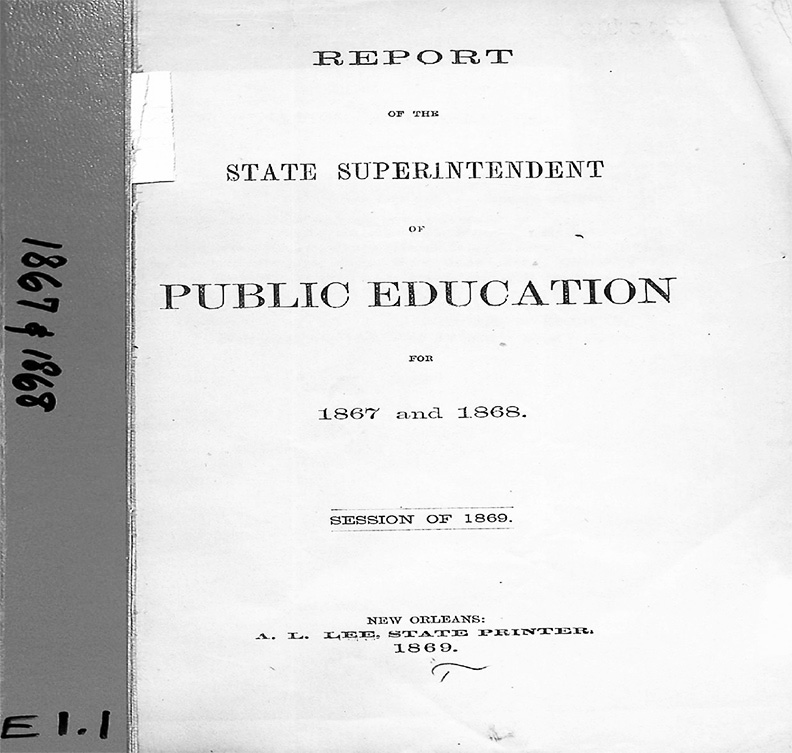 REPORT
OF THE
STATE SUPERINTENDENT
OF
PUBLIC EDUCATION
FOR
1867 and 1868.
SESSION OF 1869.
NEW ORLEANS:
A. L. LEE, STATE PRINTER.
1869.
1867 & 1868
E 1.1